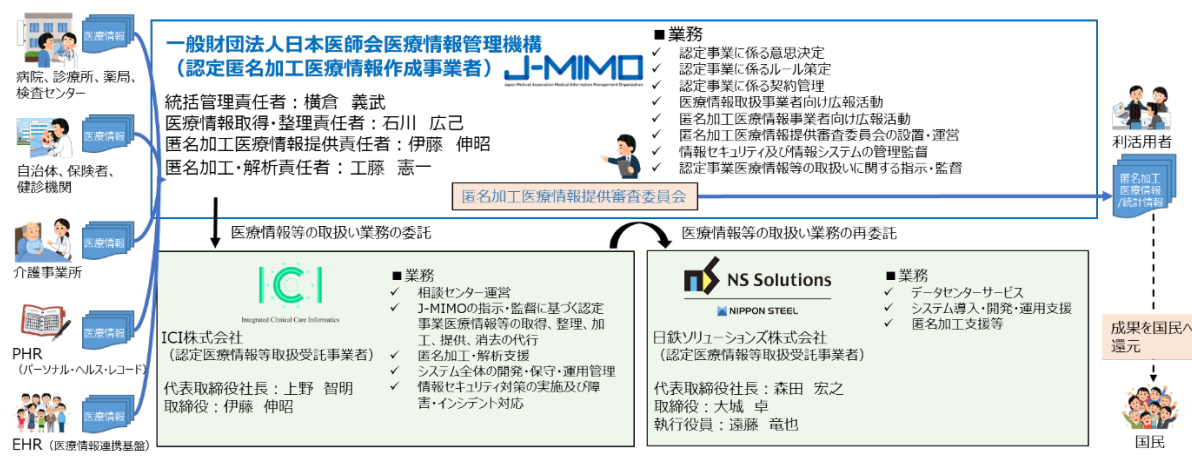 医療情報
病院、診療所、薬局、
検査センター
医療情報
自治体、保険者、
健診機関
医療情報
介護事業所
医療情報
PHR
(パーソナル・ヘルス・レコード)
医療情報
EHR(医療情報連携基盤)
一般財団法人日本医師会医療情報管理機構
(認定匿名加工医療情報作成事業者)
J-MIMO
Japan Medical Association Medical Information Management Organization
統括管理責任者:横倉 義武
医療情報取得・整理責任者:石川 広己
匿名加工医療情報提供責任者:伊藤 伸昭
匿名加工・解析責任者:工藤 憲一
■業務
✓ 認定事業に係る意思決定
✓ 認定事業に係るルール策定
✓ 認定事業に係る契約管理
✓ 医療情報取扱事業者向け広報活動
✓ 匿名加工医療情報事業者向け広報活動
✓ 匿名加工医療情報提供審査委員会の設置・運営
✓ 情報セキュリティ及び情報システムの管理監督
✓ 認定事業医療情報等の取扱いに関する指示・監督
匿名加工医療情報提供審査委員会
医療情報等の取扱い業務の委託
医療情報等の取扱い業務の再委託
ICI
Integrated Clinical Care Informatics
ICI株式会社
(認定医療情報等取扱受託事業者)
代表取締役社長:上野 智明
取締役:伊藤 伸昭
■業務
✓ 相談センター運営
✓ J-MIMOの指示・監督に基づく認定
事業医療情報等の取得、整理、加
工、提供、消去の代行
✓ 匿名加工・解析支援
✓ システム全体の開発・保守・運用管理
✓ 情報セキュリティ対策の実施及び障
害・インシデント対応
NS Solutions
NIPPON STEEL
日鉄ソリューションズ株式会社
(認定医療情報等取扱受託事業者)
代表取締役社長:森田 宏之
取締役:大城 卓
執行役員:遠藤 竜也
■業務
✓ データセンターサービス
✓ システム導入・開発・運用支援
✓ 匿名加工支援等
利活用者
匿名加工
医療情報
/統計情報
成果を国民へ
還元
国民